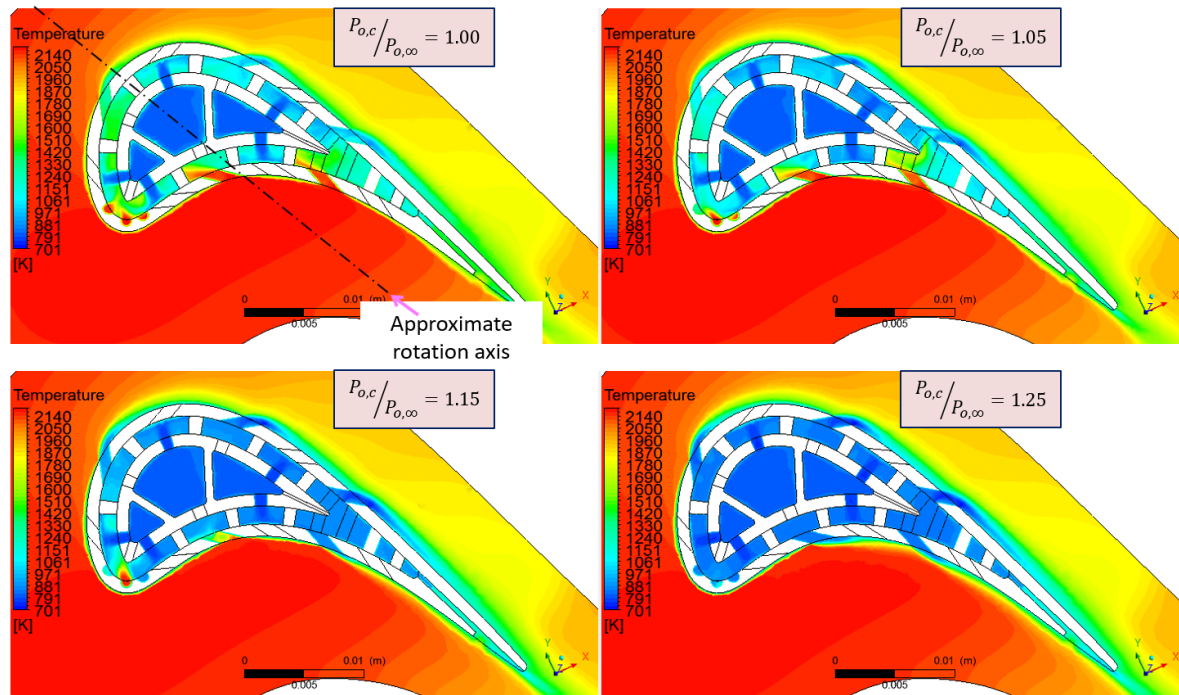 P_{o,c}/P_{o,∞} = 1.00
Temperature
2140
2050
1960
1870
1780
1690
1600
1510
1420
1330
1240
1151
1061
971
881
791
701
[K]
0
0.01 (m)
0.005
Y
X
Z
Approximate
rotation axis
P_{o,c}/P_{o,∞} = 1.05
Temperature
2140
2050
1960
1870
1780
1690
1600
1510
1420
1330
1240
1151
1061
971
881
791
701
[K]
0
0.01 (m)
0.005
Y
X
Z
P_{o,c}/P_{o,∞} = 1.15
Temperature
2140
2050
1960
1870
1780
1690
1600
1510
1420
1330
1240
1151
1061
971
881
791
701
[K]
0
0.01 (m)
0.005
Y
X
Z
P_{o,c}/P_{o,∞} = 1.25
Temperature
2140
2050
1960
1870
1780
1690
1600
1510
1420
1330
1240
1151
1061
971
881
791
701
[K]
0
0.01 (m)
0.005
Y
X
Z